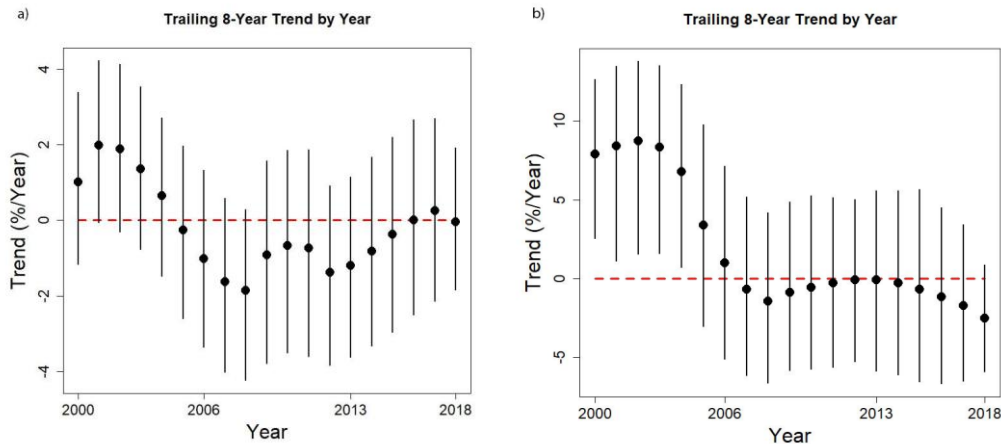 a)
Trailing 8-Year Trend by Year
Trend (%/Year)
4
2
0
-2
-4
2000
2006
2013
2018
Year
b)
Trailing 8-Year Trend by Year
Trend (%/Year)
10
5
0
-5
2000
2006
2013
2018
Year